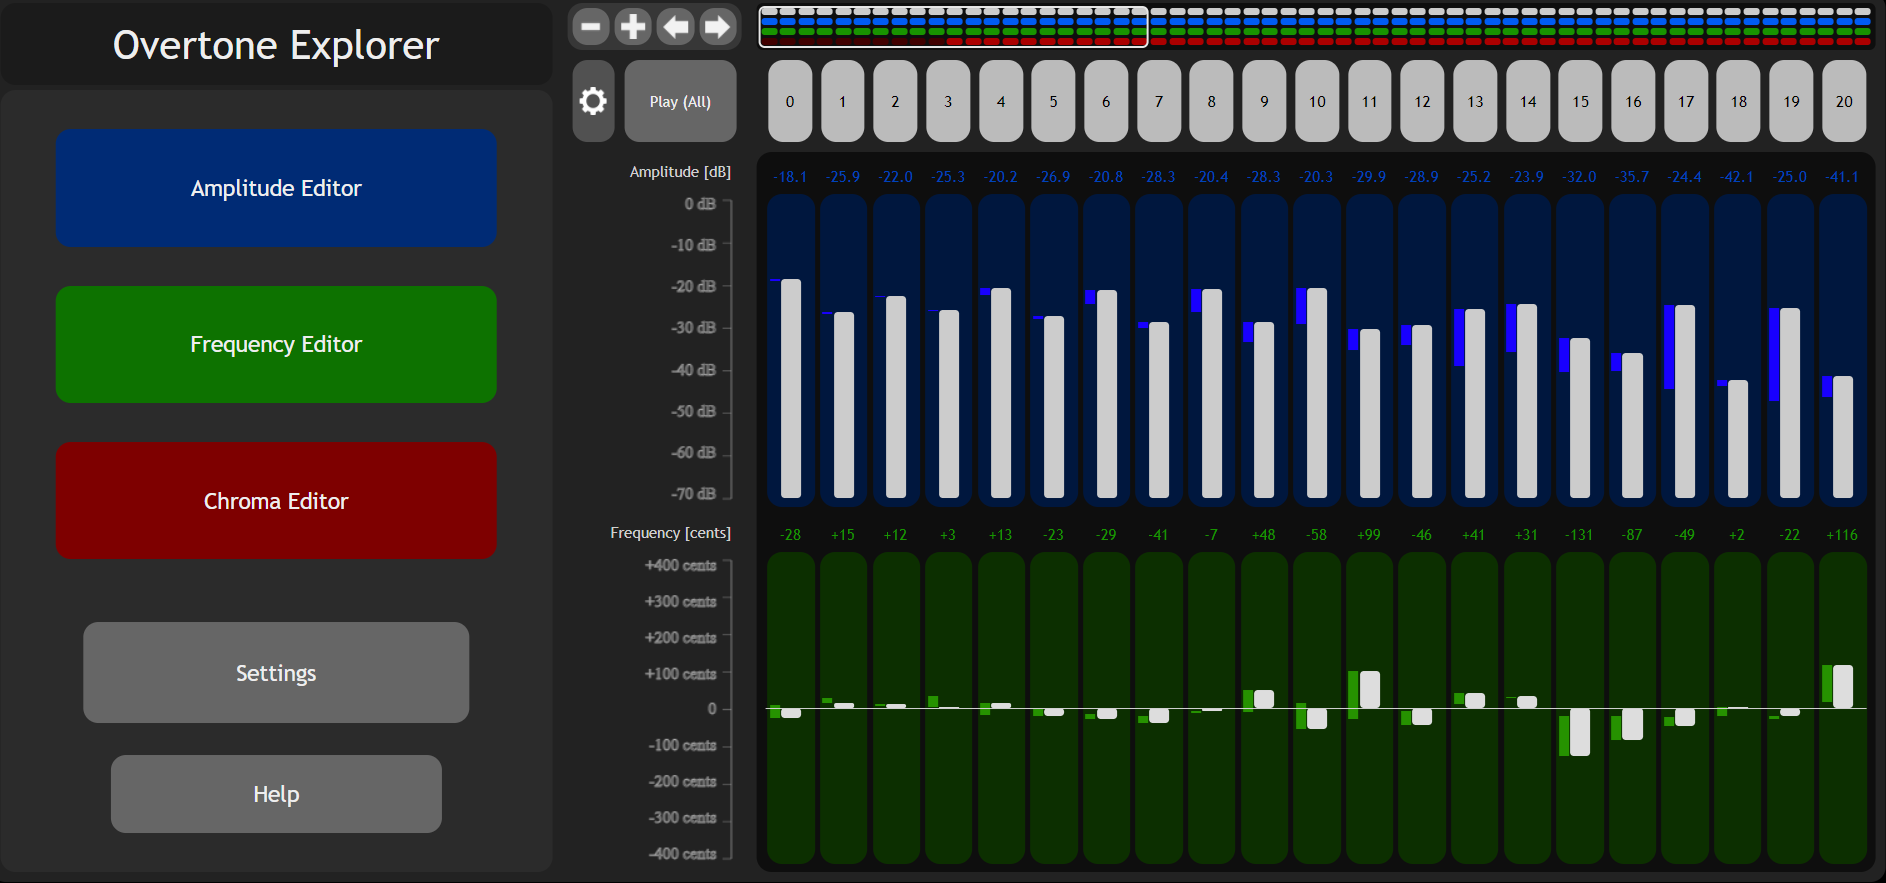 Overtone Explorer
Amplitude Editor
Frequency Editor
Chroma Editor
Settings
Help
Play (All)
0 1 2 3 4 5 6 7 8 9 10 11 12 13 14 15 16 17 18 19 20
Amplitude [dB]
-18.1 -25.9 -22.0 -25.3 -20.2 -26.9 -20.8 -28.3 -20.4 -28.3 -20.3 -29.9 -28.9 -25.2 -23.9 -32.0 -35.7 -24.4 -42.1 -25.0 -41.1
0 dB
-10 dB
-20 dB
-30 dB
-40 dB
-50 dB
-60 dB
-70 dB
Frequency [cents]
-28 +15 +12 +3 +13 -23 -29 -41 -7 +48 -58 +99 -46 +41 +31 -131 -87 -49 +2 -22 +116
+400 cents
+300 cents
+200 cents
+100 cents
0
-100 cents
-200 cents
-300 cents
-400 cents